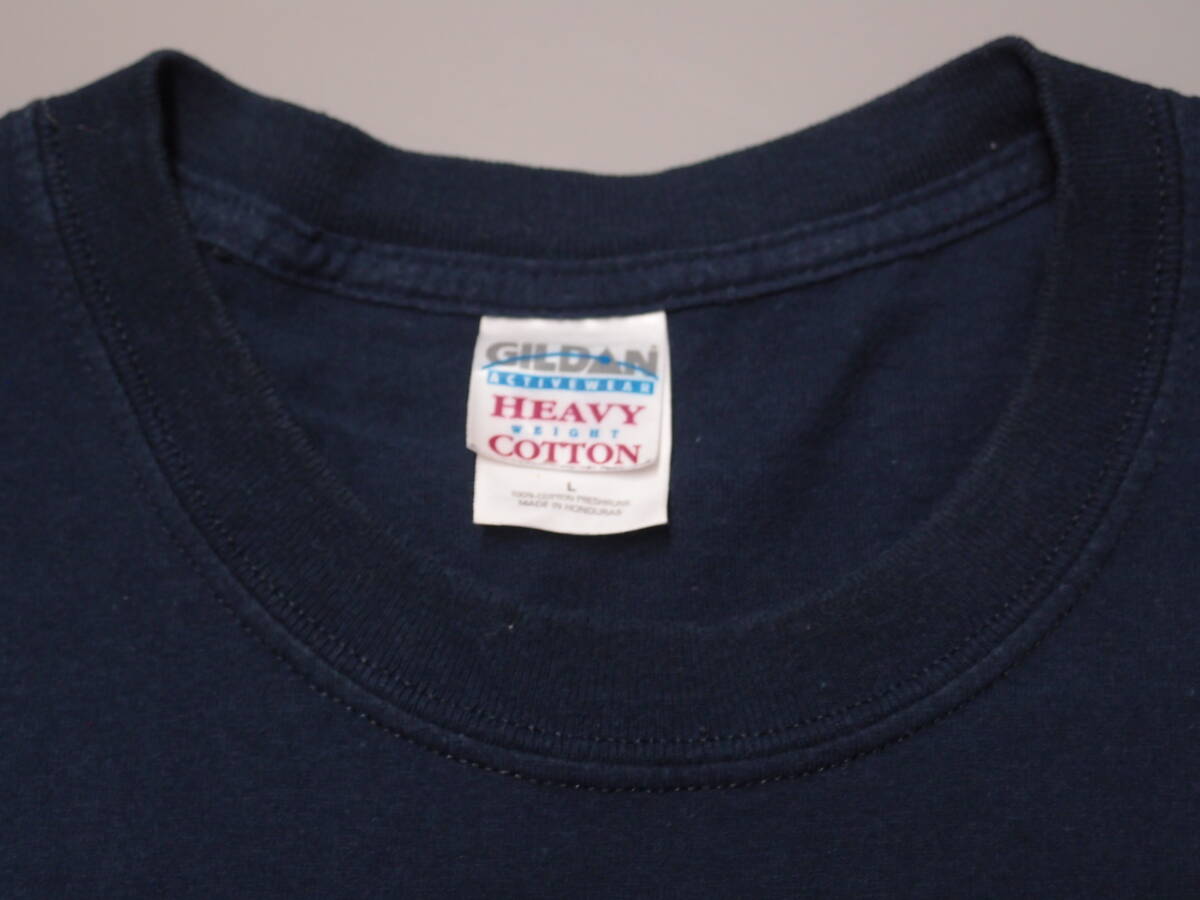 GILDAN
ACTIVEWEAR
HEAVY
WEIGHT
COTTON
L
100% COTTON PRESHRUNK
MADE IN HONDURAS